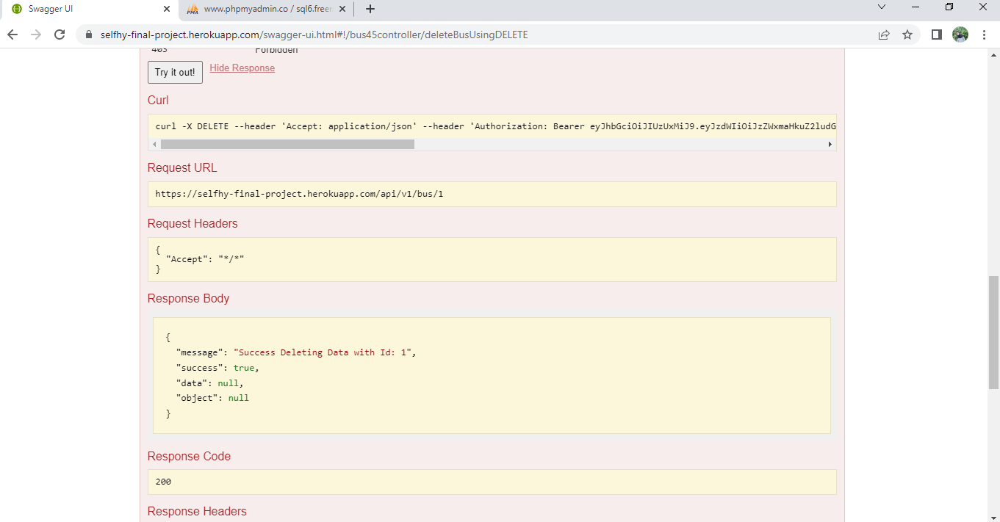 Swagger UI
www.phpmyadmin.co / sql6.freer
selfhy-final-project.herokuapp.com/swagger-ui.html#!/bus45controller/deleteBusUsingDELETE
403 Forbidden
Try it out! Hide Response
Curl
curl -X DELETE --header 'Accept: application/json' --header 'Authorization: Bearer eyJhbGciOiJIUzUxMiJ9.eyJzdWIiOiJzZWxmaHkuZ2ludG
Request URL
https://selfhy-final-project.herokuapp.com/api/v1/bus/1
Request Headers
{
"Accept": "*/*"
}
Response Body
{
"message": "Success Deleting Data with Id: 1",
"success": true,
"data": null,
"object": null
}
Response Code
200
Response Headers